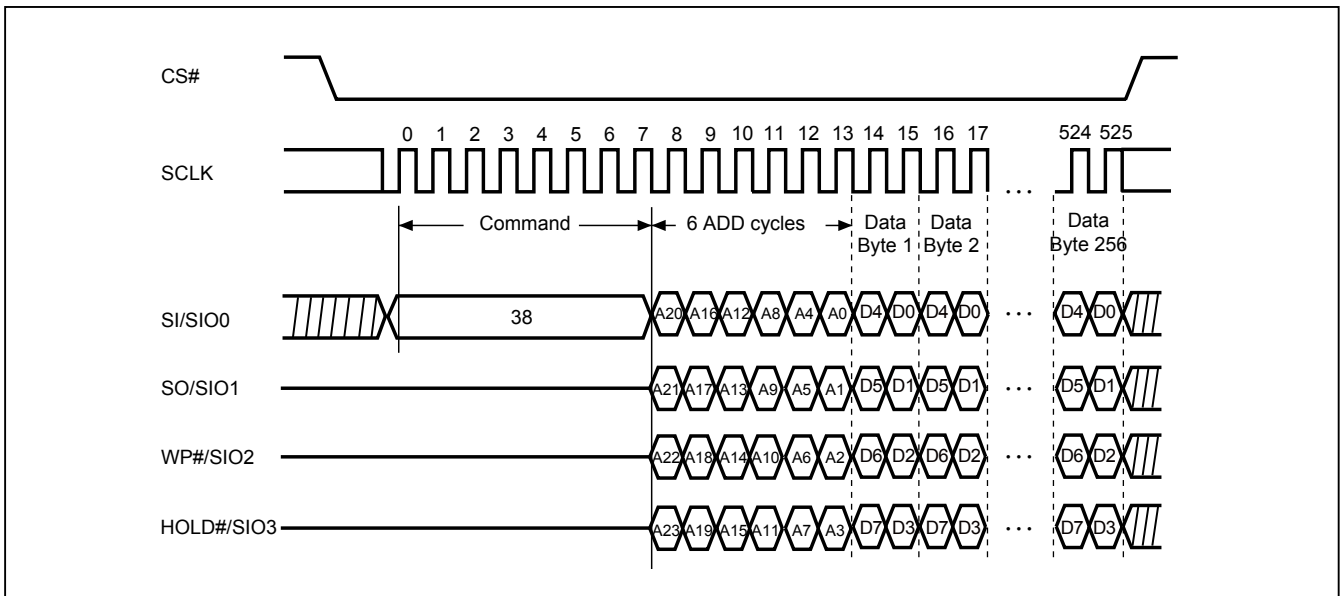 CS#
0 1 2 3 4 5 6 7 8 9 10 11 12 13 14 15 16 17 524 525
SCLK
...
Command 6 ADD cycles Data Data Data
Byte 1 Byte 2 Byte 256
SI/SIO0 38 A20 A16 A12 A8 A4 A0 D4 D0 D4 D0 ... D4 D0
SO/SIO1 A21 A17 A13 A9 A5 A1 D5 D1 D5 D1 ... D5 D1
WP#/SIO2 A22 A18 A14 A10 A6 A2 D6 D2 D6 D2 ... D6 D2
HOLD#/SIO3 A23 A19 A15 A11 A7 A3 D7 D3 D7 D3 ... D7 D3